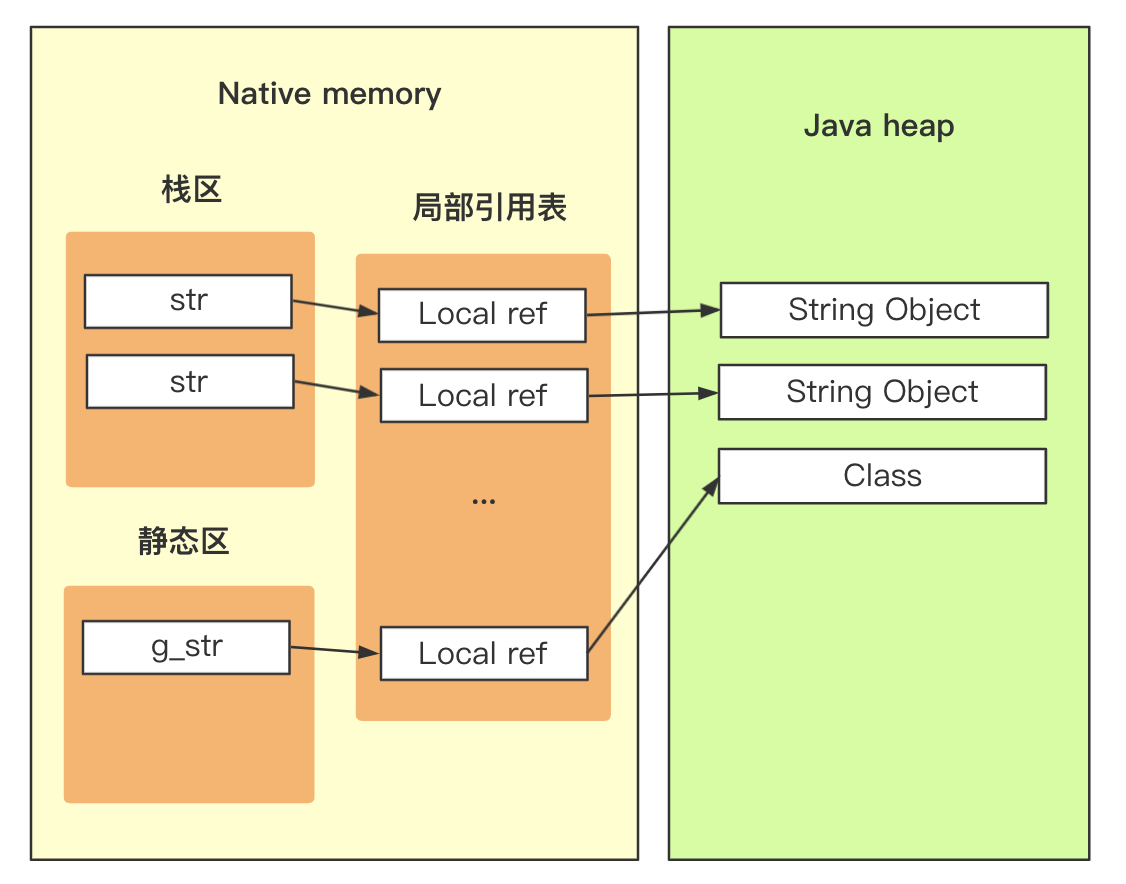 Native memory
栈区
局部引用表
str
Local ref
str
Local ref
...
静态区
g_str
Local ref
Java heap
String Object
String Object
Class